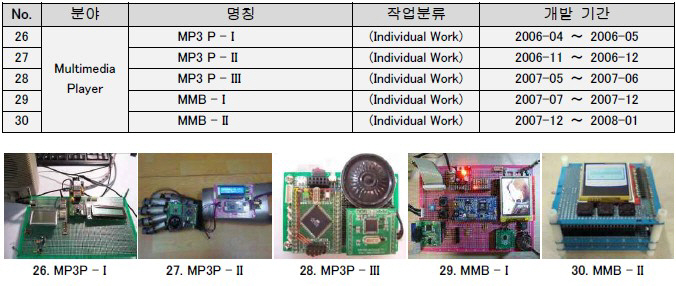 No. 분야 명칭 작업분류 개발 기간
26 MP3 P - Ⅰ (Individual Work) 2006-04 ~ 2006-05
27 MP3 P - Ⅱ (Individual Work) 2006-11 ~ 2006-12
Multimedia Player
28 MP3 P - Ⅲ (Individual Work) 2007-05 ~ 2007-06
29 MMB - Ⅰ (Individual Work) 2007-07 ~ 2007-12
30 MMB - Ⅱ (Individual Work) 2007-12 ~ 2008-01
26. MP3P - Ⅰ
27. MP3P - Ⅱ
28. MP3P - Ⅲ
29. MMB - Ⅰ
30. MMB - Ⅱ